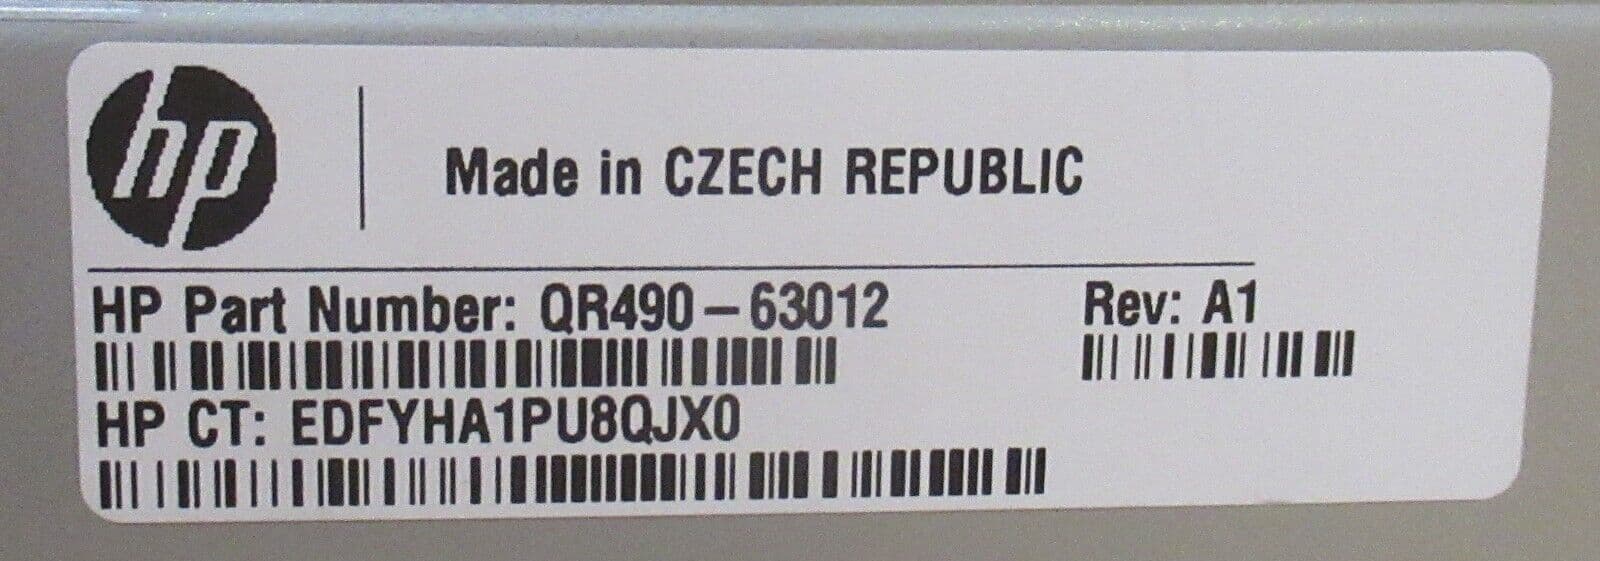 hp
Made in CZECH REPUBLIC
HP Part Number: QR490-63012
Rev: A1
HP CT: EDFYHA1PU8QJX0